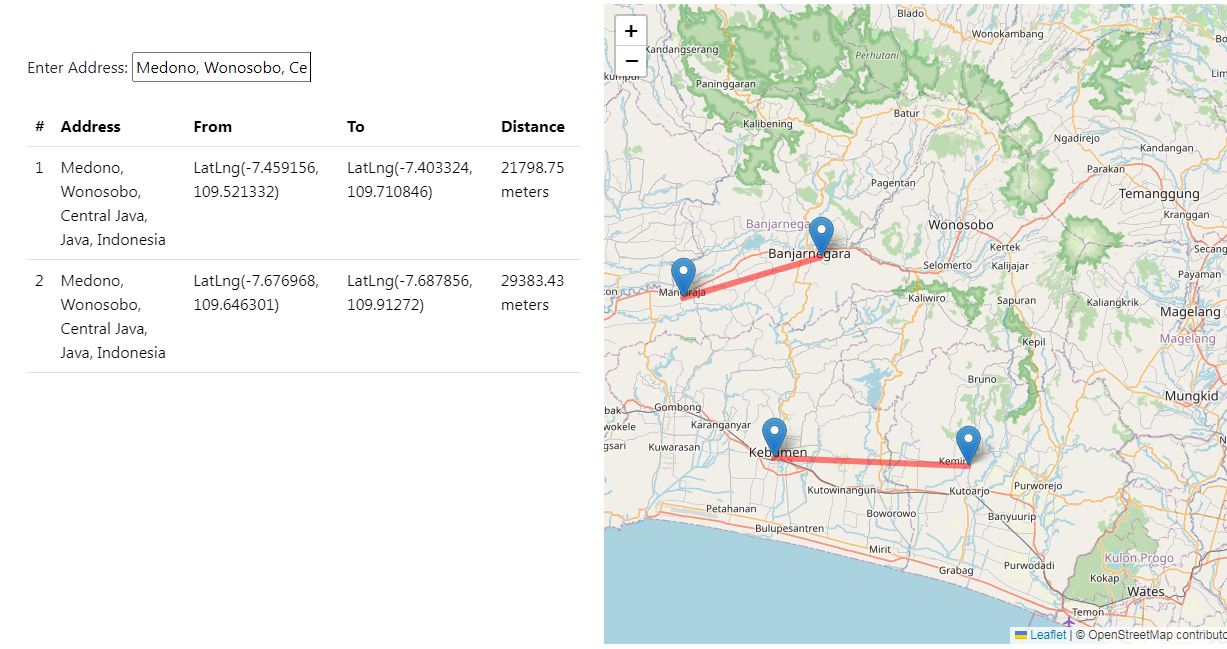 Enter Address: Medono, Wonosobo, Ce
# Address From To Distance
1 Medono, LatLng(-7.459156, LatLng(-7.403324, 21798.75
Wonosobo, 109.521332) 109.710846) meters
Central Java,
Java, Indonesia
2 Medono, LatLng(-7.676968, LatLng(-7.687856, 29383.43
Wonosobo, 109.646301) 109.91272) meters
Central Java,
Java, Indonesia
+
−
Blado
Wonokambang
Kandangserang
Perhutani
Paninggaran
Batur
Kalibening
Ngadirejo
Kandangan
Parakan
Pagentan
Temanggung
Kranggan
Wonosobo
Banjarnega
Kertek
Secang
Banjarnegara
Selomerto
Kalijajar
Payaman
Kaliwiro
Sapuran
Kaliangkrik
Magelang
Kepil
Magelang
Bruno
Mungkid
Gombong
bak
Karanganyar
wokele
gsari
Kuwarasan
Kebumen
Kemiri
Kutowinangun
Kutoarjo
Purworejo
Petahanan
Boworowo
Banyuurip
Bulupesantren
Mirit
Kulon Progo
Grabag
Purwodadi
Kokap
Wates
Temon
Leaflet | © OpenStreetMap contributo